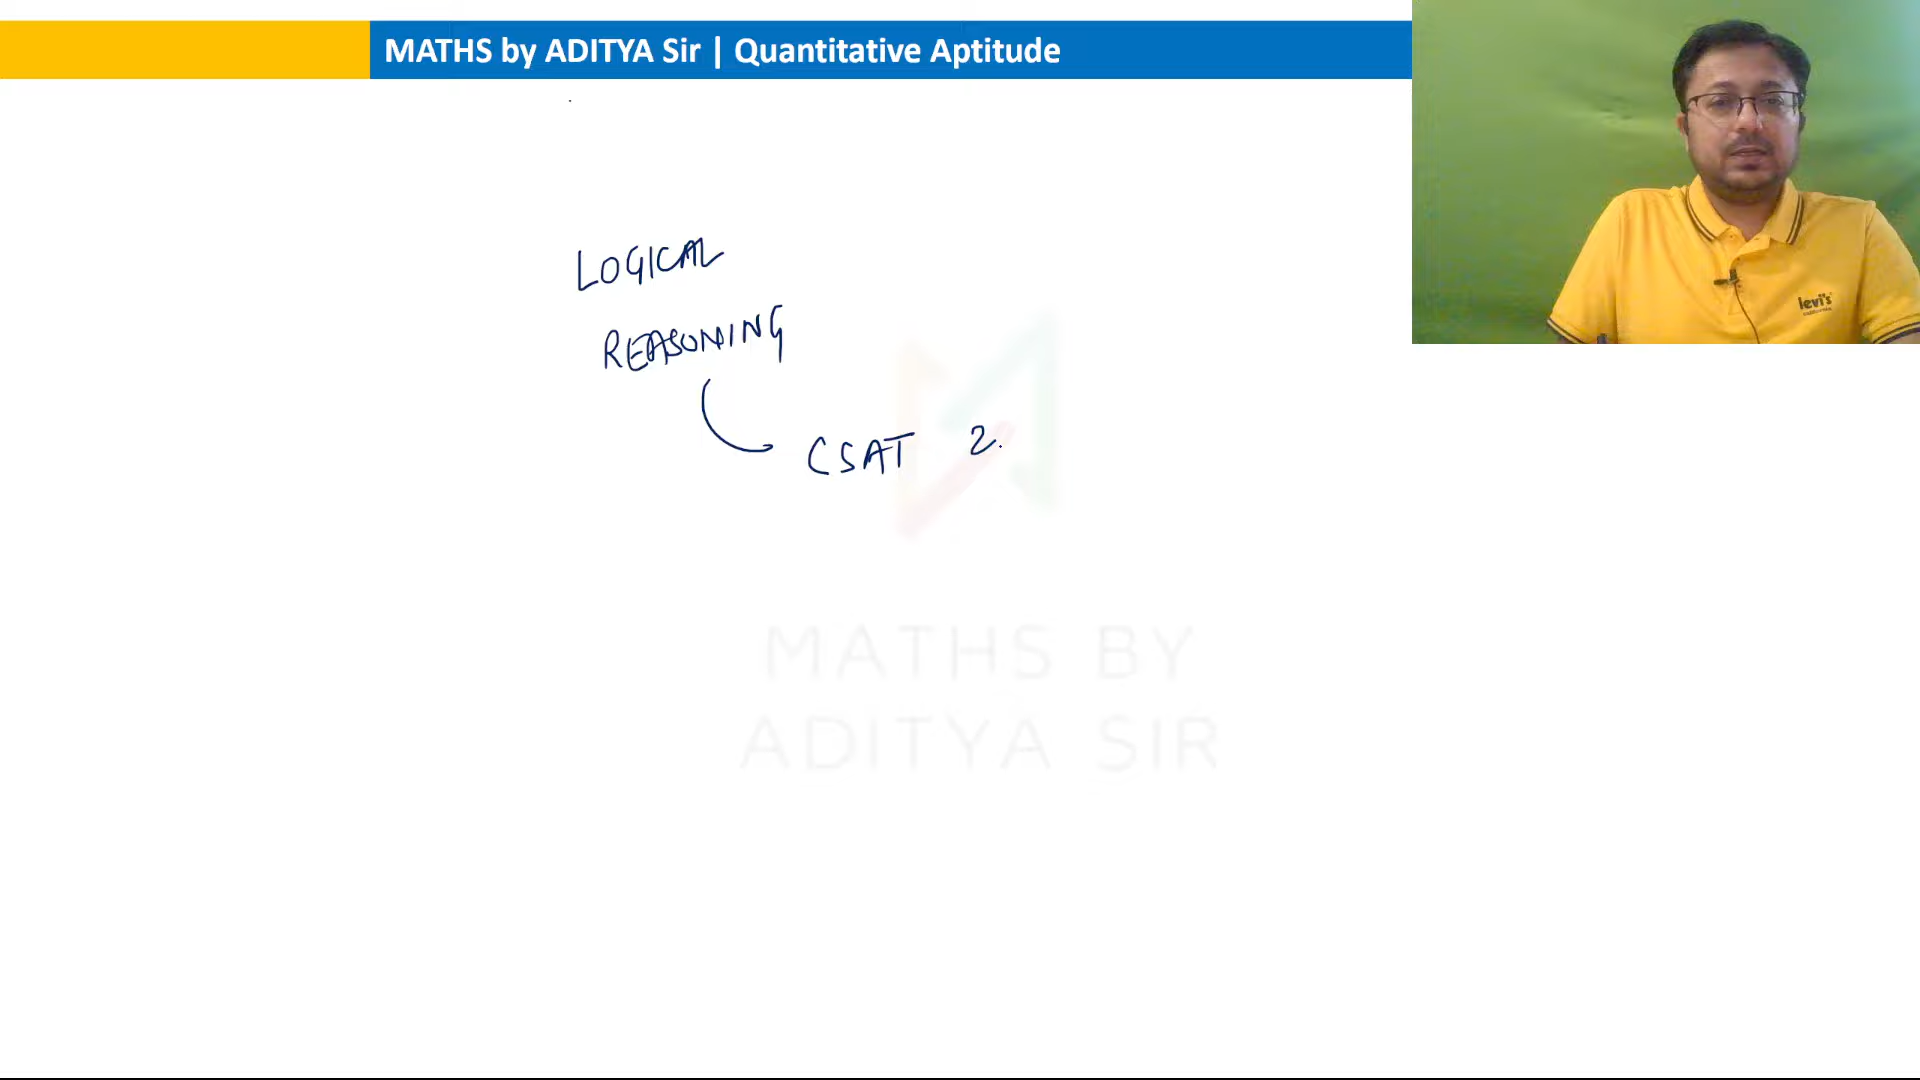 MATHS by ADITYA Sir | Quantitative Aptitude
LOGICAL
REASONING
CSAT 2.
levi's
MATHS BY
ADITYA SIR